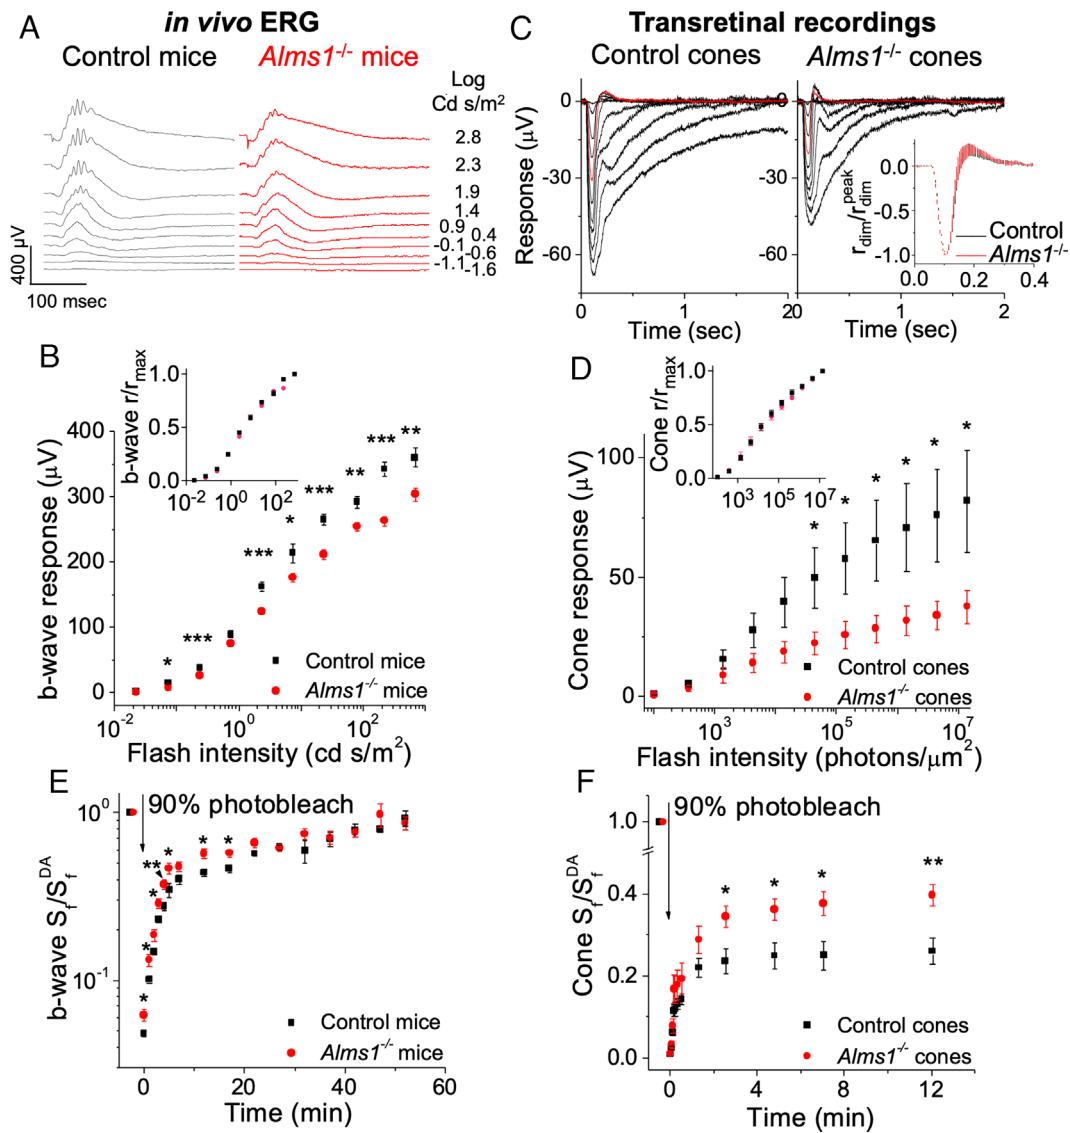 A
in vivo ERG
Control mice
Alms1-/- mice
Log
Cd s/m2
2.8
2.3
1.9
1.4
0.9
0.4
-0.1
-0.6
-1.1
-1.6
400 μV
100 msec
C
Transretinal recordings
Control cones
Alms1-/- cones
Response (μV)
0
-30
-60
0
-30
-60
0 1 2 0 1 2
Time (sec)
Time (sec)
rdim/rdim peak
0.0
-0.5
-1.0
0.0 0.2 0.4
Control
Alms1-/-
B
b-wave r/rmax
1.0
0.5
0.0
10-2 100 102
b-wave response (μV)
400
300
200
100
0
* *** *** * *** ** *** **
Control mice
Alms1-/- mice
10-2 100 102
Flash intensity (cd s/m2)
D
Cone r/rmax
1.0
0.5
0.0
103 105 107
Cone response (μV)
100
50
0
* * * * * *
Control cones
Alms1-/- cones
103 105 107
Flash intensity (photons/μm2)
E
90% photobleach
b-wave Sf/SfDA
100
10-1
* * * ** * * *
Control mice
Alms1-/- mice
0 20 40 60
Time (min)
F
90% photobleach
Cone Sf/SfDA
1.0
0.4
0.2
0.0
* * * **
Control cones
Alms1-/- cones
0 4 8 12
Time (min)